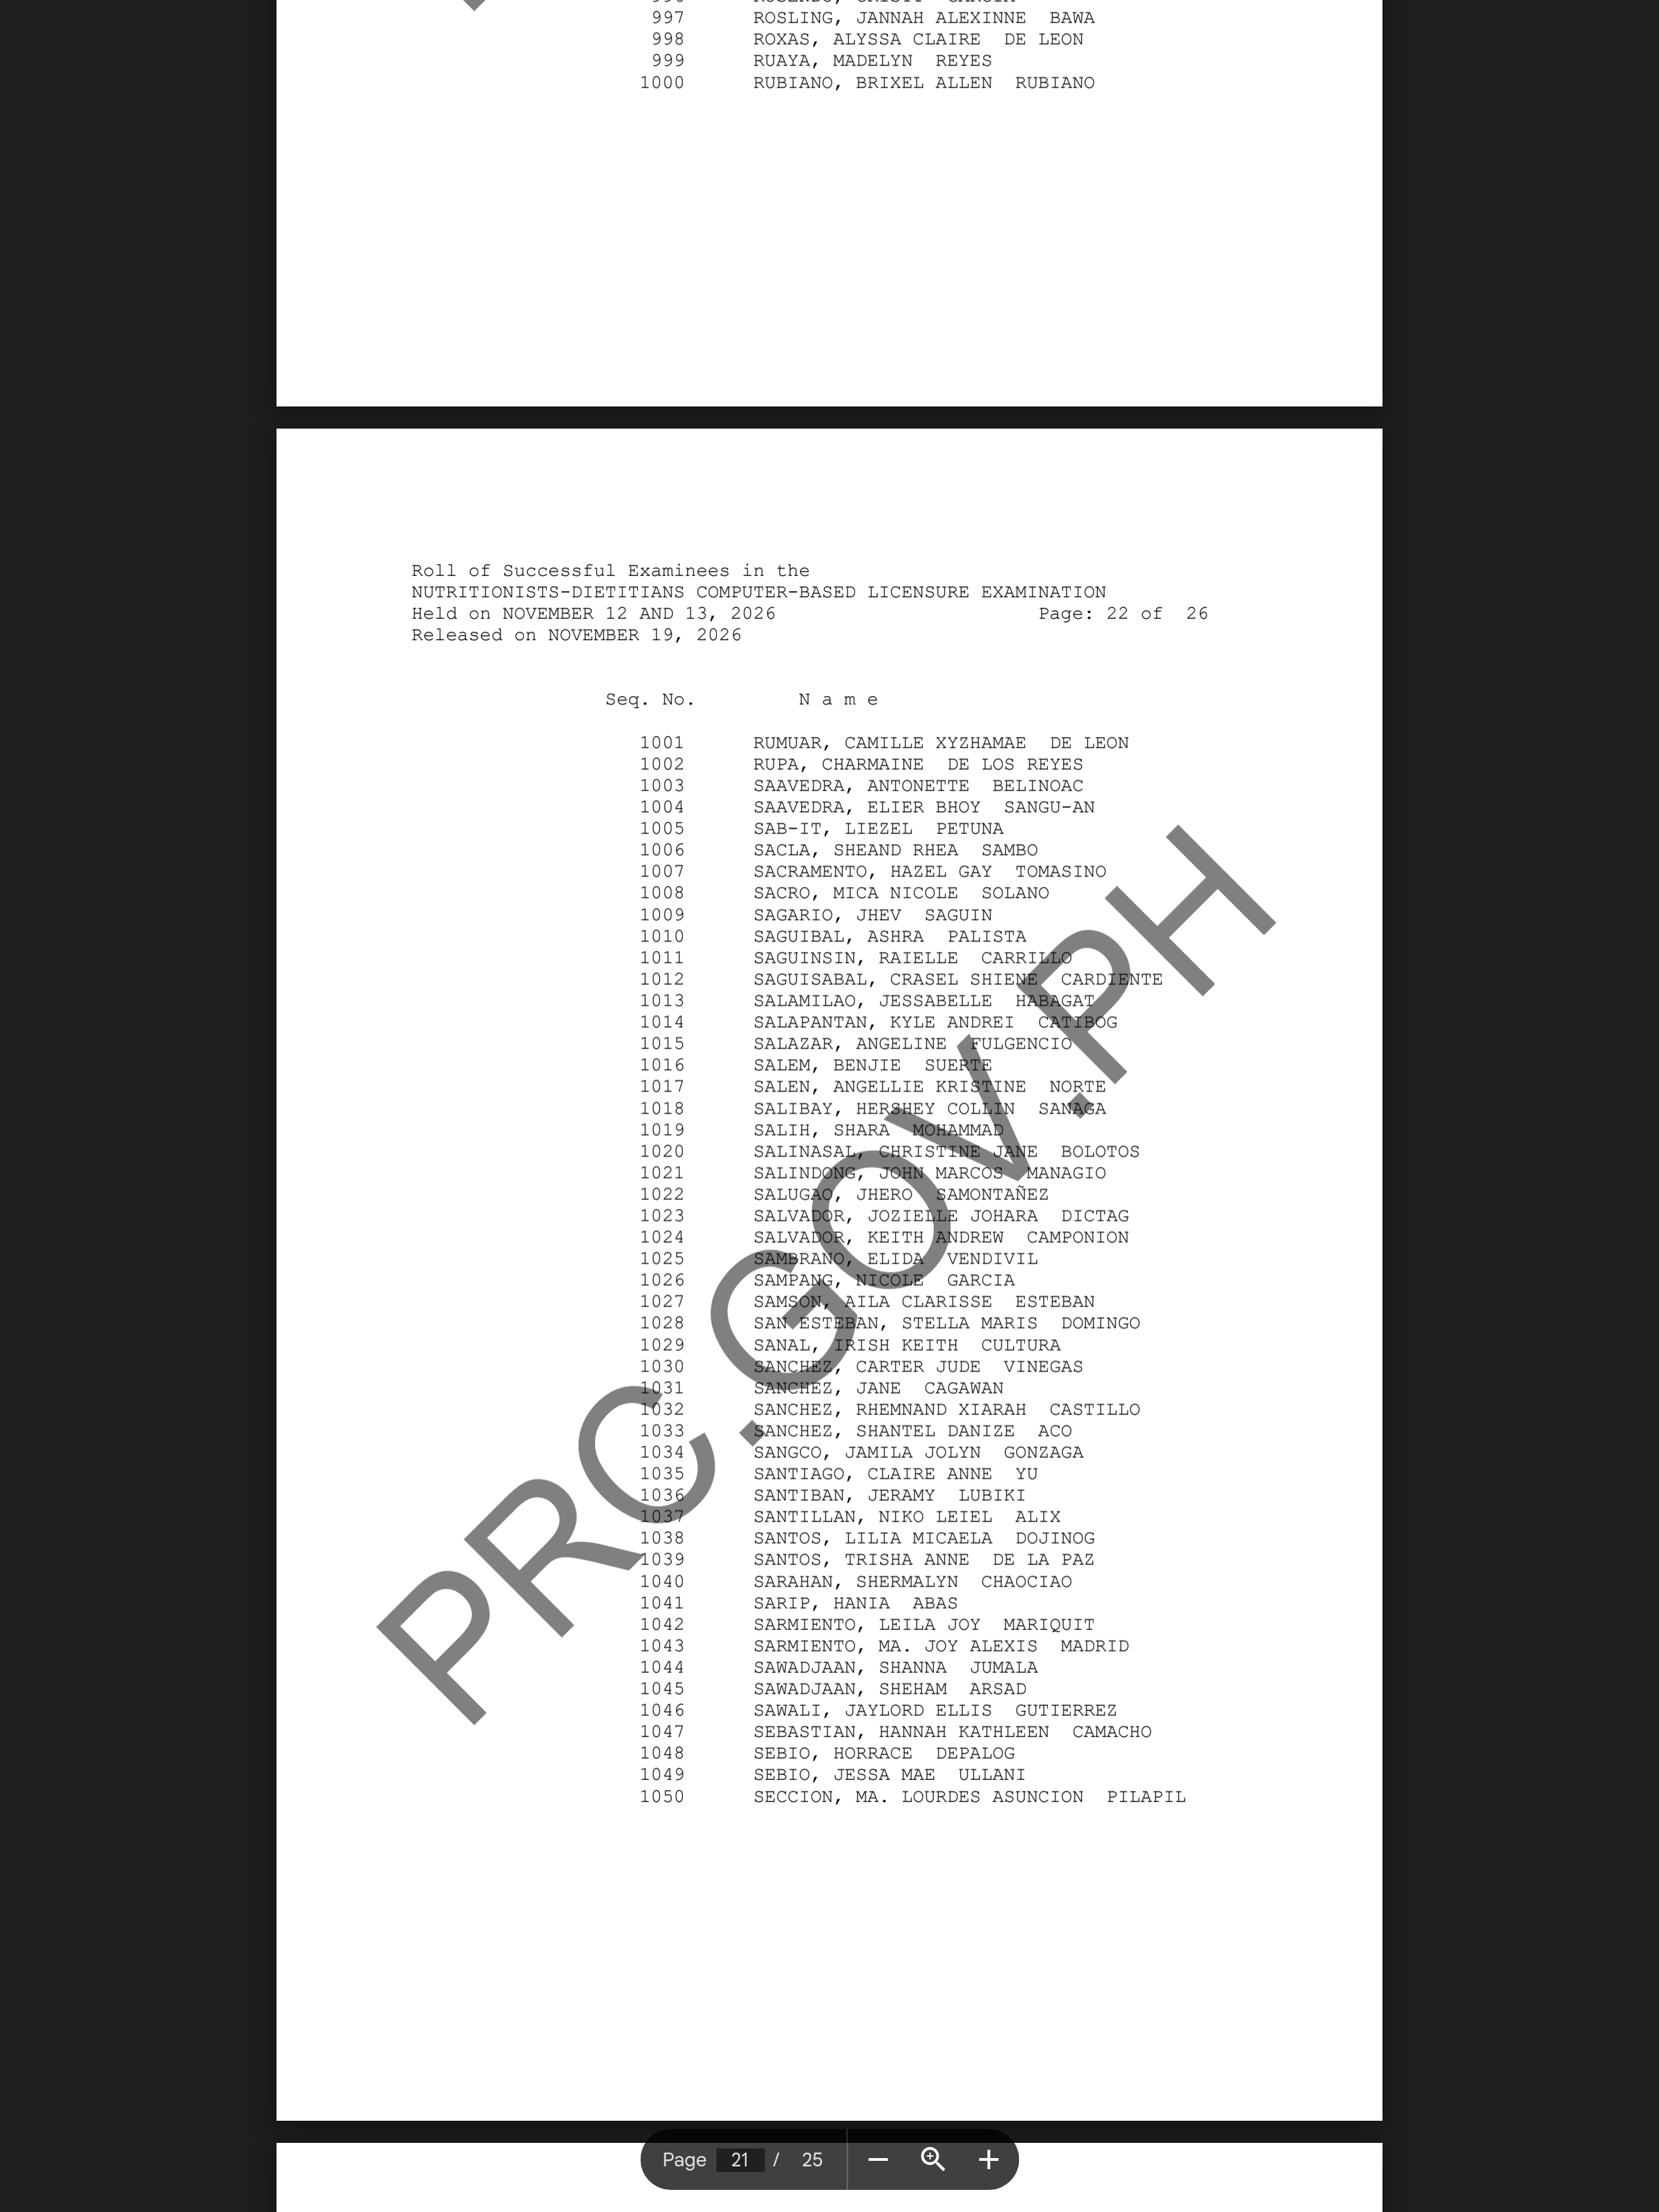 997 ROSLING, JANNAH ALEXINNE BAWA
998 ROXAS, ALYSSA CLAIRE DE LEON
999 RUAYA, MADELYN REYES
1000 RUBIANO, BRIXEL ALLEN RUBIANO
Roll of Successful Examinees in the
NUTRITIONISTS-DIETITIANS COMPUTER-BASED LICENSURE EXAMINATION
Held on NOVEMBER 12 AND 13, 2026 Page: 22 of 26
Released on NOVEMBER 19, 2026
Seq. No. N a m e
1001 RUMUAR, CAMILLE XYZHAMAE DE LEON
1002 RUPA, CHARMAINE DE LOS REYES
1003 SAAVEDRA, ANTONETTE BELINOAC
1004 SAAVEDRA, ELIER BHOY SANGU-AN
1005 SAB-IT, LIEZEL PETUNA
1006 SACLA, SHEAND RHEA SAMBO
1007 SACRAMENTO, HAZEL GAY TOMASINO
1008 SACRO, MICA NICOLE SOLANO
1009 SAGARIO, JHEV SAGUIN
1010 SAGUIBAL, ASHRA PALISTA
1011 SAGUINSIN, RAIELLE CARRILLO
1012 SAGUISABAL, CRASEL SHIENE CARDIENTE
1013 SALAMILAO, JESSABELLE HABAGAT
1014 SALAPANTAN, KYLE ANDREI CATIBOG
1015 SALAZAR, ANGELINE FULGENCIO
1016 SALEM, BENJIE SUERTE
1017 SALEN, ANGELLIE KRISTINE NORTE
1018 SALIBAY, HERSHEY COLLIN SANAGA
1019 SALIH, SHARA MOHAMMAD
1020 SALINASAL, CHRISTINE JANE BOLOTOS
1021 SALINDONG, JOHN MARCOS MANAGIO
1022 SALUGAO, JHERO SAMONTAÑEZ
1023 SALVADOR, JOZIELLE JOHARA DICTAG
1024 SALVADOR, KEITH ANDREW CAMPONION
1025 SAMBRANO, ELIDA VENDIVIL
1026 SAMPANG, NICOLE GARCIA
1027 SAMSON, AILA CLARISSE ESTEBAN
1028 SAN ESTEBAN, STELLA MARIS DOMINGO
1029 SANAL, IRISH KEITH CULTURA
1030 SANCHEZ, CARTER JUDE VINEGAS
1031 SANCHEZ, JANE CAGAWAN
1032 SANCHEZ, RHEMNAND XIARAH CASTILLO
1033 SANCHEZ, SHANTEL DANIZE ACO
1034 SANGCO, JAMILA JOLYN GONZAGA
1035 SANTIAGO, CLAIRE ANNE YU
1036 SANTIBAN, JERAMY LUBIKI
1037 SANTILLAN, NIKO LEIEL ALIX
1038 SANTOS, LILIA MICAELA DOJINOG
1039 SANTOS, TRISHA ANNE DE LA PAZ
1040 SARAHAN, SHERMALYN CHAOCIAO
1041 SARIP, HANIA ABAS
1042 SARMIENTO, LEILA JOY MARIQUIT
1043 SARMIENTO, MA. JOY ALEXIS MADRID
1044 SAWADJAAN, SHANNA JUMALA
1045 SAWADJAAN, SHEHAM ARSAD
1046 SAWALI, JAYLORD ELLIS GUTIERREZ
1047 SEBASTIAN, HANNAH KATHLEEN CAMACHO
1048 SEBIO, HORRACE DEPALOG
1049 SEBIO, JESSA MAE ULLANI
1050 SECCION, MA. LOURDES ASUNCION PILAPIL
PRC.GOV.PH
Page 21 / 25